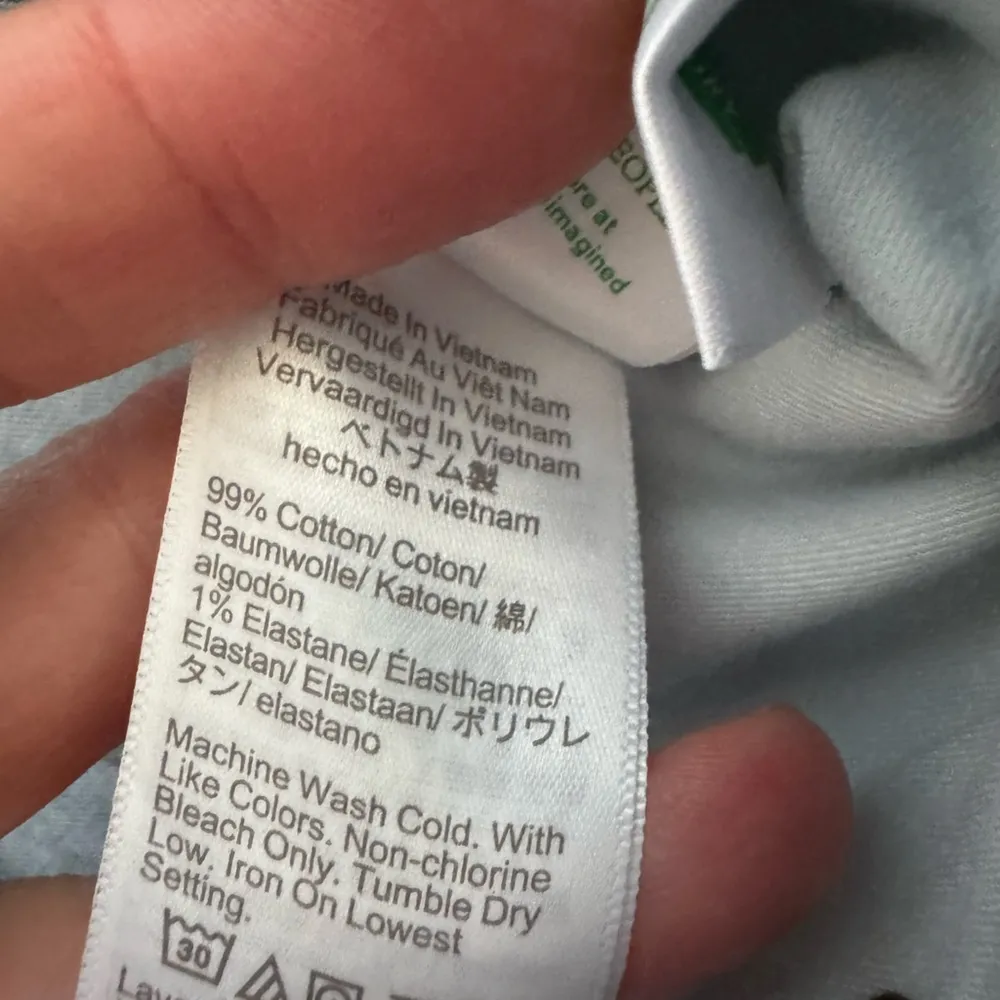 imagined
Made In Vietnam
Fabriqué Au Viêt Nam
Hergestellt In Vietnam
Vervaardigd In Vietnam
ベトナム製
hecho en vietnam
99% Cotton/ Coton/
Baumwolle/ Katoen/ 綿/
algodón
1% Elastane/ Élasthanne/
Elastan/ Elastaan/ ポリウレ
タン/ elastano
Machine Wash Cold. With
Like Colors. Non-chlorine
Bleach Only. Tumble Dry
Low. Iron On Lowest
Setting.
30